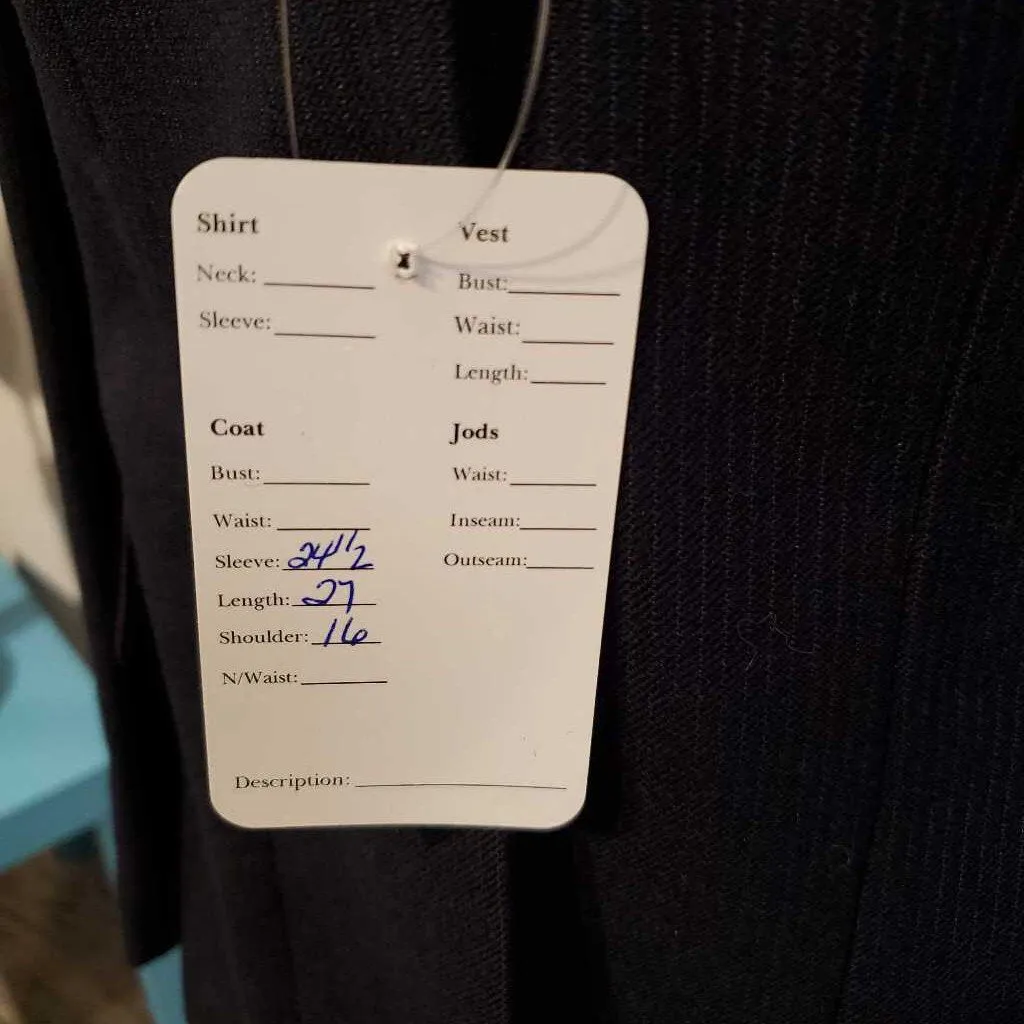 Shirt
Neck:
Sleeve:
Vest
Bust:
Waist:
Length:
Coat
Bust:
Waist:
Sleeve: 24 1/2
Length: 27
Shoulder: 16
N/Waist:
Jods
Waist:
Inseam:
Outseam:
Description: